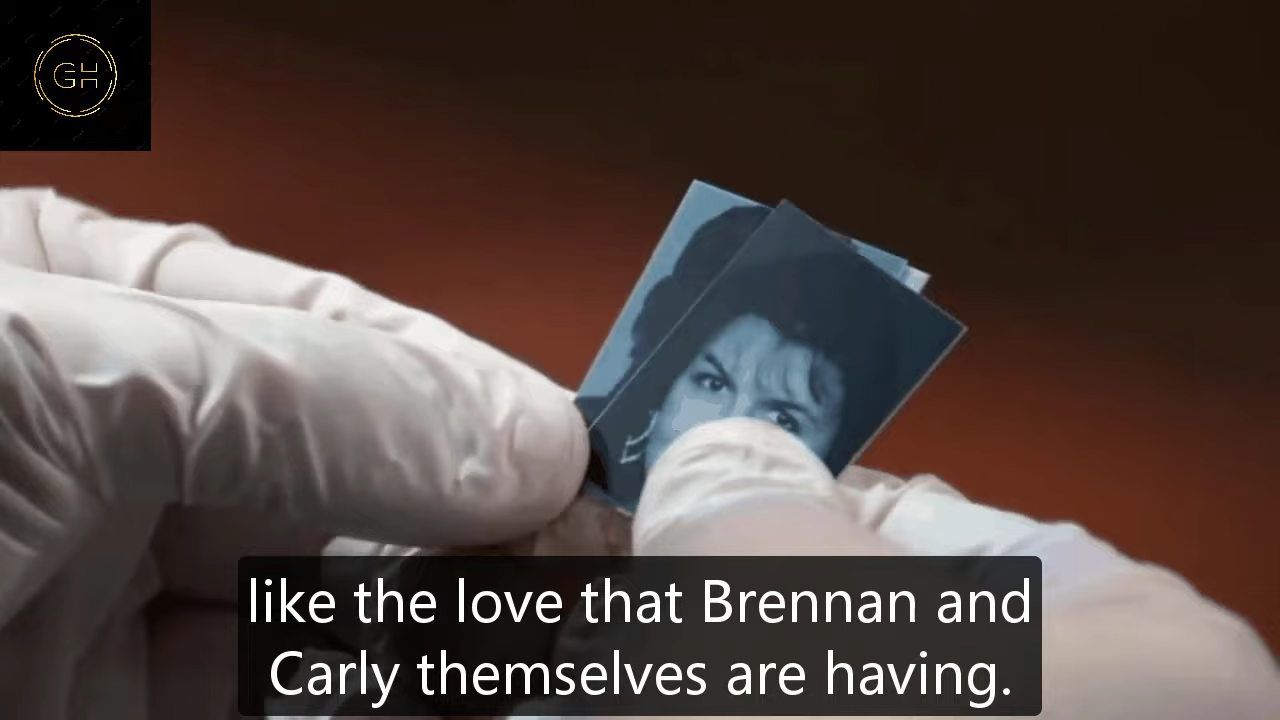 GH
like the love that Brennan and
Carly themselves are having.